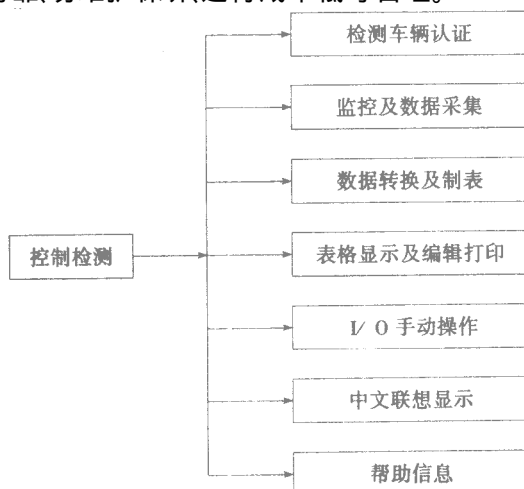 检测车辆认证
监控及数据采集
数据转换及制表
控制检测
表格显示及编辑打印
I/O 手动操作
中文联想显示
帮助信息